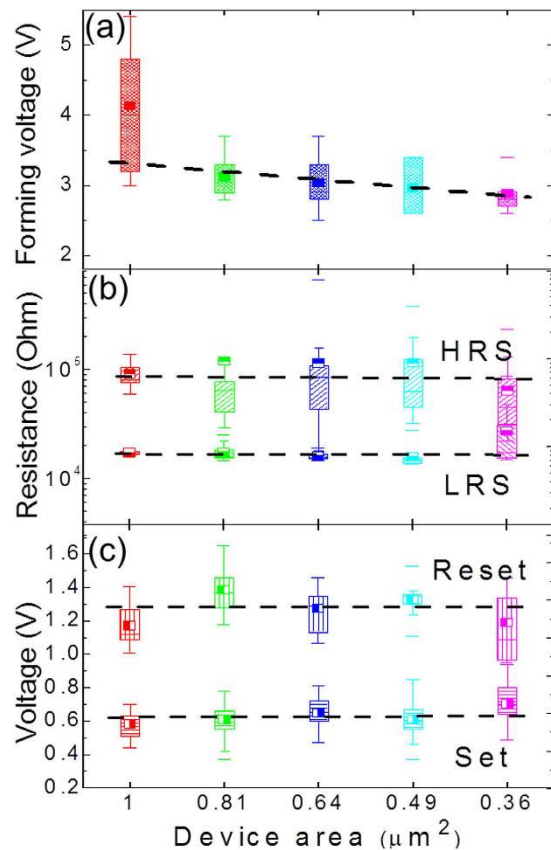 (a)
Forming voltage (V)
5
4
3
2
(b)
Resistance (Ohm)
10^5
10^4
HRS
LRS
(c)
Voltage (V)
1.6
1.4
1.2
1.0
0.8
0.6
0.4
0.2
Reset
Set
1 0.81 0.64 0.49 0.36
Device area (μm²)